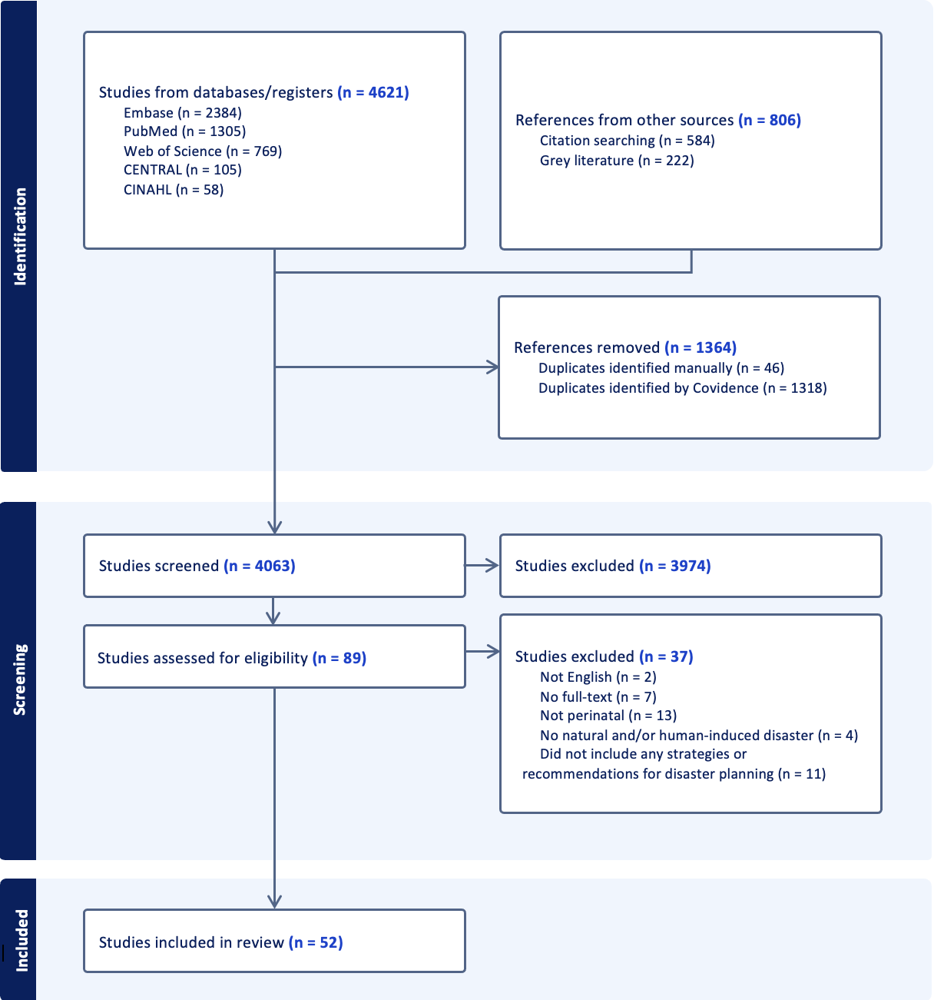 Identification
Studies from databases/registers (n = 4621)
Embase (n = 2384)
PubMed (n = 1305)
Web of Science (n = 769)
CENTRAL (n = 105)
CINAHL (n = 58)
References from other sources (n = 806)
Citation searching (n = 584)
Grey literature (n = 222)
References removed (n = 1364)
Duplicates identified manually (n = 46)
Duplicates identified by Covidence (n = 1318)
Screening
Studies screened (n = 4063)
Studies excluded (n = 3974)
Studies assessed for eligibility (n = 89)
Studies excluded (n = 37)
Not English (n = 2)
No full-text (n = 7)
Not perinatal (n = 13)
No natural and/or human-induced disaster (n = 4)
Did not include any strategies or
recommendations for disaster planning (n = 11)
Included
Studies included in review (n = 52)